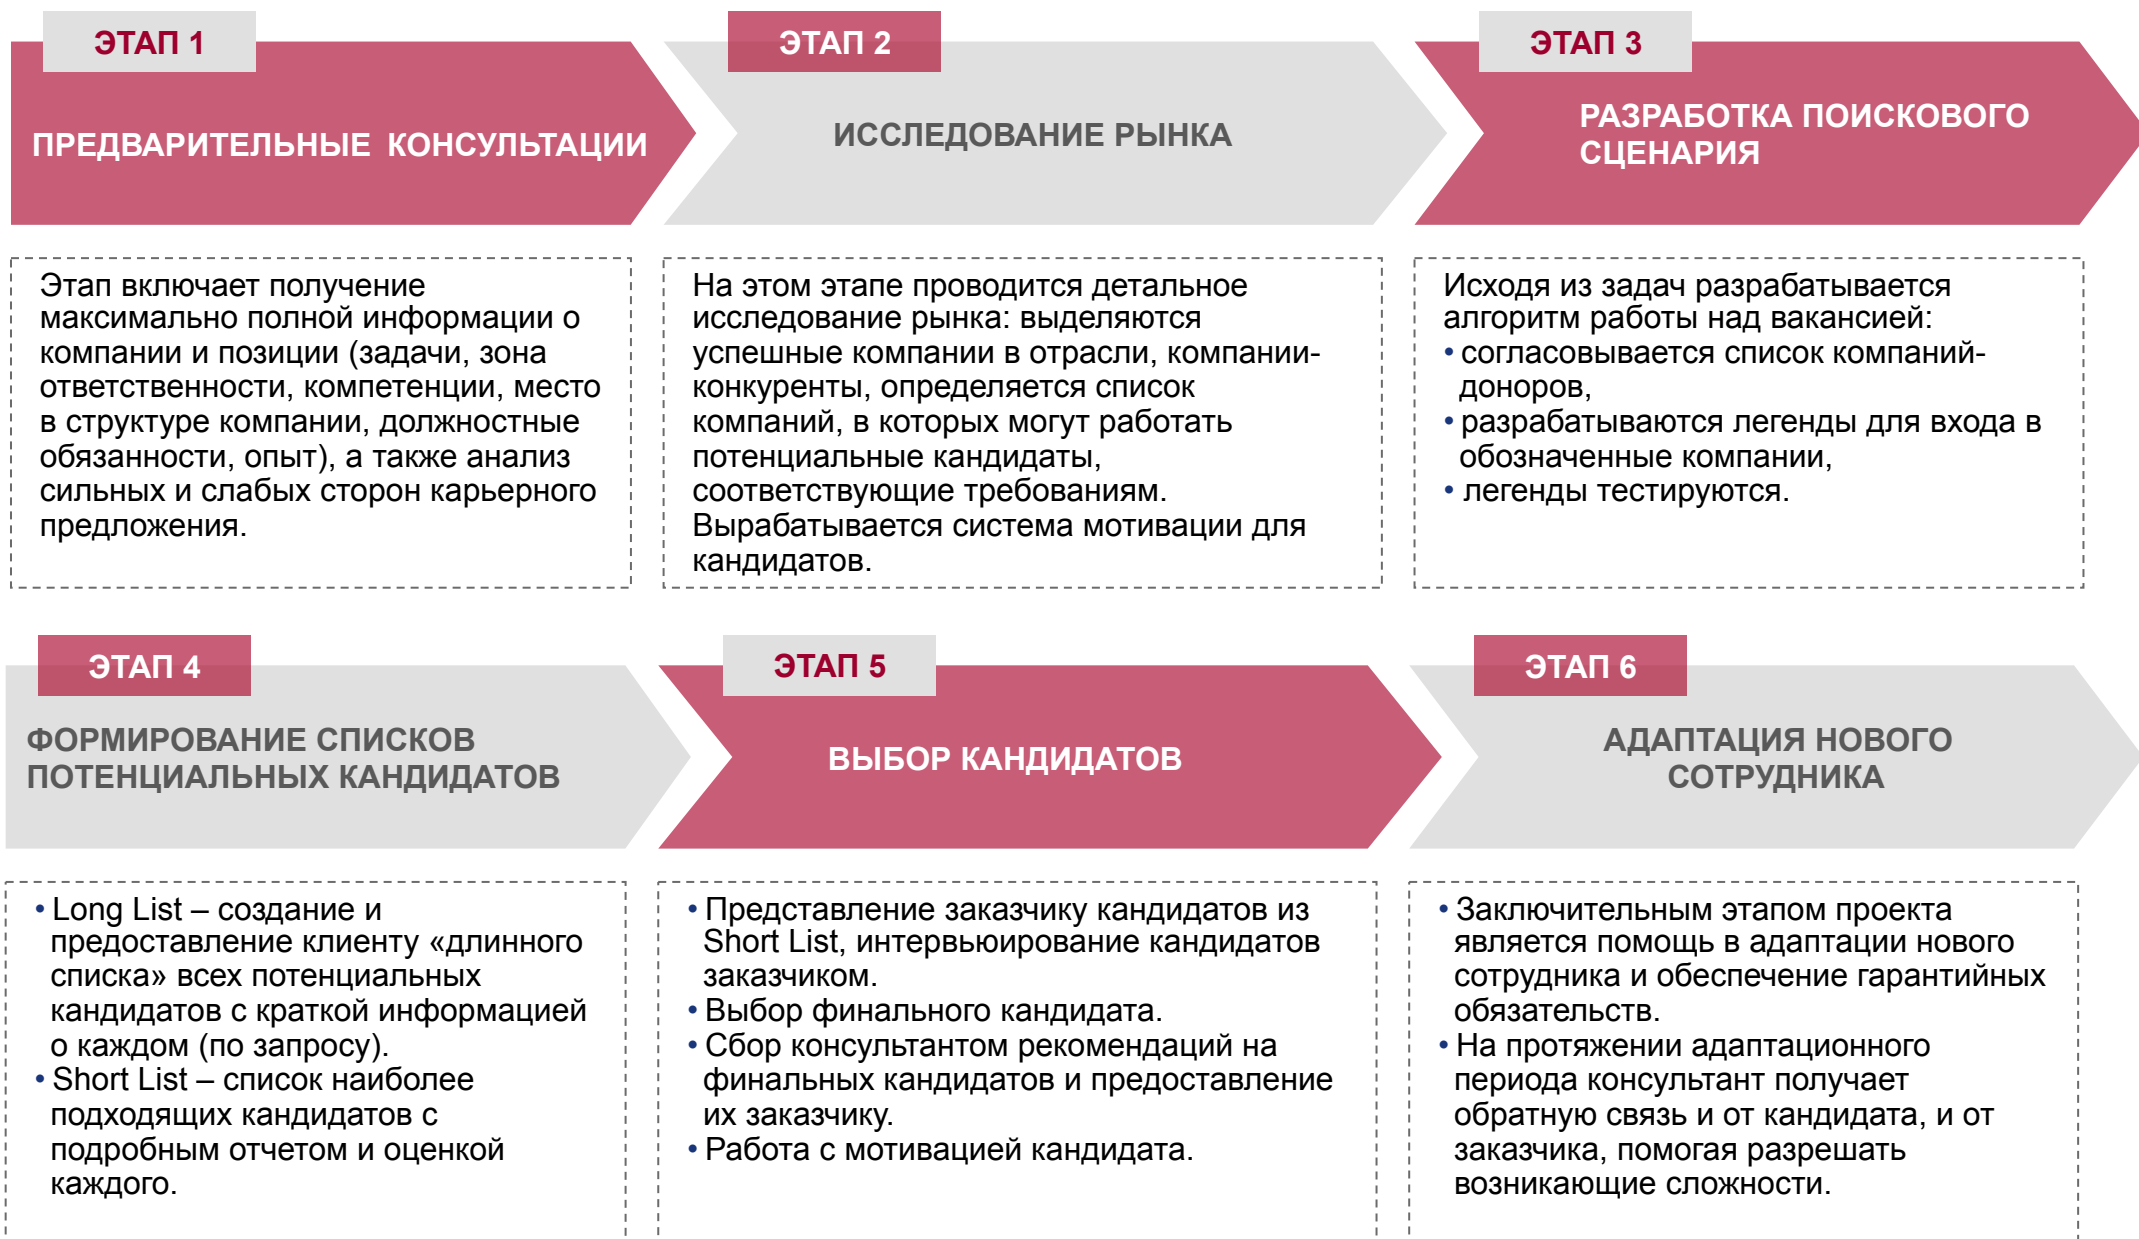 ЭТАП 1
ПРЕДВАРИТЕЛЬНЫЕ КОНСУЛЬТАЦИИ
Этап включает получение
максимально полной информации о
компании и позиции (задачи, зона
ответственности, компетенции, место
в структуре компании, должностные
обязанности, опыт), а также анализ
сильных и слабых сторон карьерного
предложения.
ЭТАП 2
ИССЛЕДОВАНИЕ РЫНКА
На этом этапе проводится детальное
исследование рынка: выделяются
успешные компании в отрасли, компании-
конкуренты, определяется список
компаний, в которых могут работать
потенциальные кандидаты,
соответствующие требованиям.
Вырабатывается система мотивации для
кандидатов.
ЭТАП 3
РАЗРАБОТКА ПОИСКОВОГО
СЦЕНАРИЯ
Исходя из задач разрабатывается
алгоритм работы над вакансией:
• согласовывается список компаний-
доноров,
• разрабатываются легенды для входа в
обозначенные компании,
• легенды тестируются.
ЭТАП 4
ФОРМИРОВАНИЕ СПИСКОВ
ПОТЕНЦИАЛЬНЫХ КАНДИДАТОВ
• Long List – создание и
предоставление клиенту «длинного
списка» всех потенциальных
кандидатов с краткой информацией
о каждом (по запросу).
• Short List – список наиболее
подходящих кандидатов с
подробным отчетом и оценкой
каждого.
ЭТАП 5
ВЫБОР КАНДИДАТОВ
• Представление заказчику кандидатов из
Short List, интервьюирование кандидатов
заказчиком.
• Выбор финального кандидата.
• Сбор консультантом рекомендаций на
финальных кандидатов и предоставление
их заказчику.
• Работа с мотивацией кандидата.
ЭТАП 6
АДАПТАЦИЯ НОВОГО
СОТРУДНИКА
• Заключительным этапом проекта
является помощь в адаптации нового
сотрудника и обеспечение гарантийных
обязательств.
• На протяжении адаптационного
периода консультант получает
обратную связь и от кандидата, и от
заказчика, помогая разрешать
возникающие сложности.